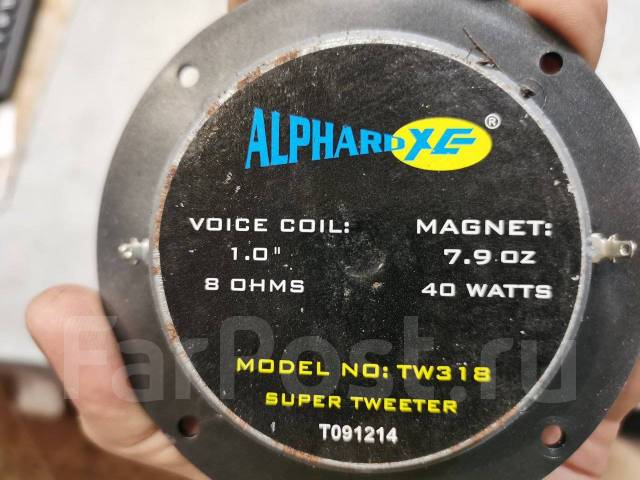 ALPHARD XE ®
VOICE COIL:
1.0"
8 OHMS
MAGNET:
7.9 OZ
40 WATTS
MODEL NO: TW318
SUPER TWEETER
T091214
FarPost.ru